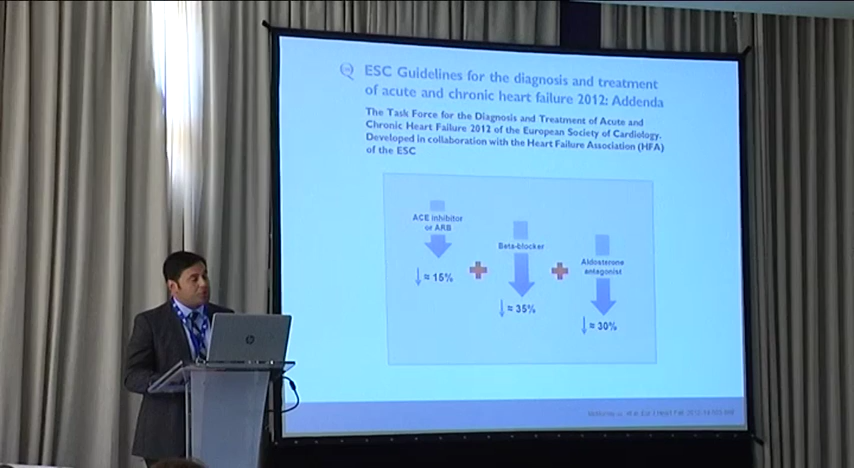 ESC Guidelines for the diagnosis and treatment
of acute and chronic heart failure 2012: Addenda
The Task Force for the Diagnosis and Treatment of Acute and
Chronic Heart Failure 2012 of the European Society of Cardiology.
Developed in collaboration with the Heart Failure Association (HFA)
of the ESC
ACE inhibitor
or ARB
↓ ≈ 15%
+
Beta-blocker
↓ ≈ 35%
+
Aldosterone
antagonist
↓ ≈ 30%
hp